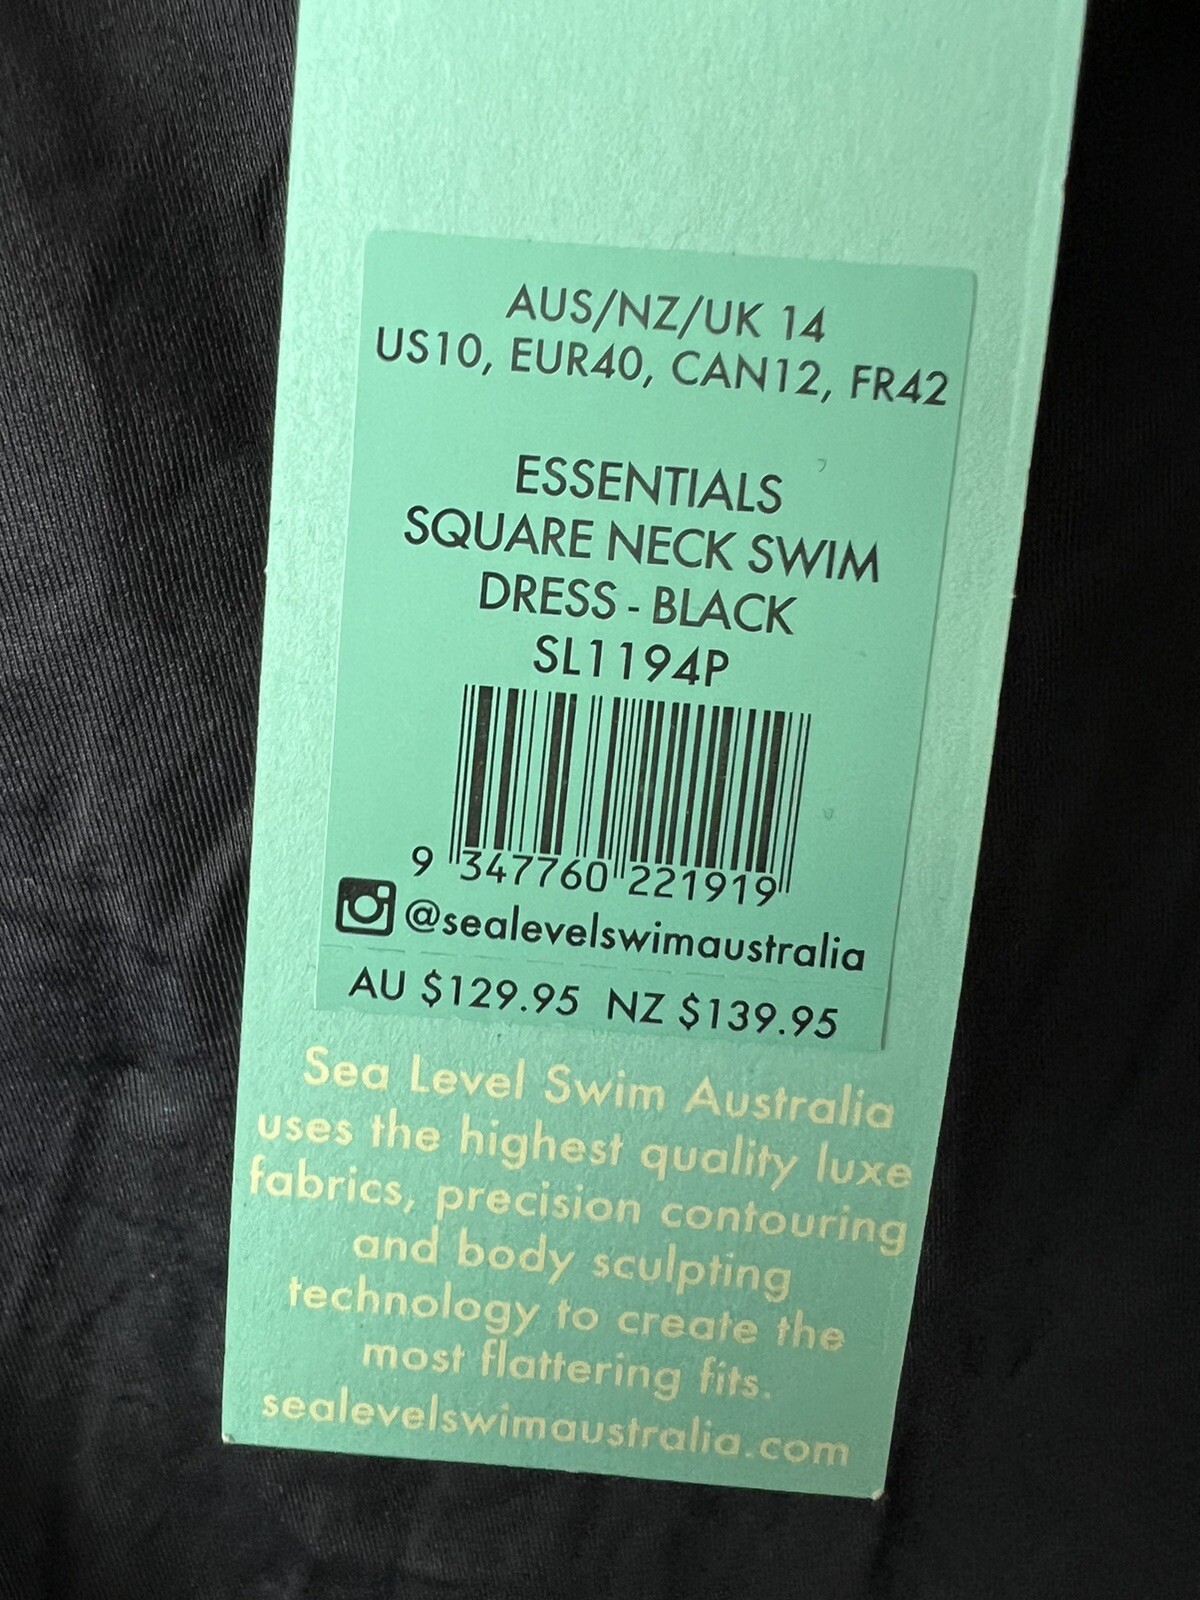 AUS/NZ/UK 14
US10, EUR40, CAN12, FR42
ESSENTIALS
SQUARE NECK SWIM
DRESS - BLACK
SL1194P
9 347760 221919
@sealevelswimaustralia
AU $129.95 NZ $139.95
Sea Level Swim Australia
uses the highest quality luxe
fabrics, precision contouring
and body sculpting
technology to create the
most flattering fits.
sealevelswimaustralia.com